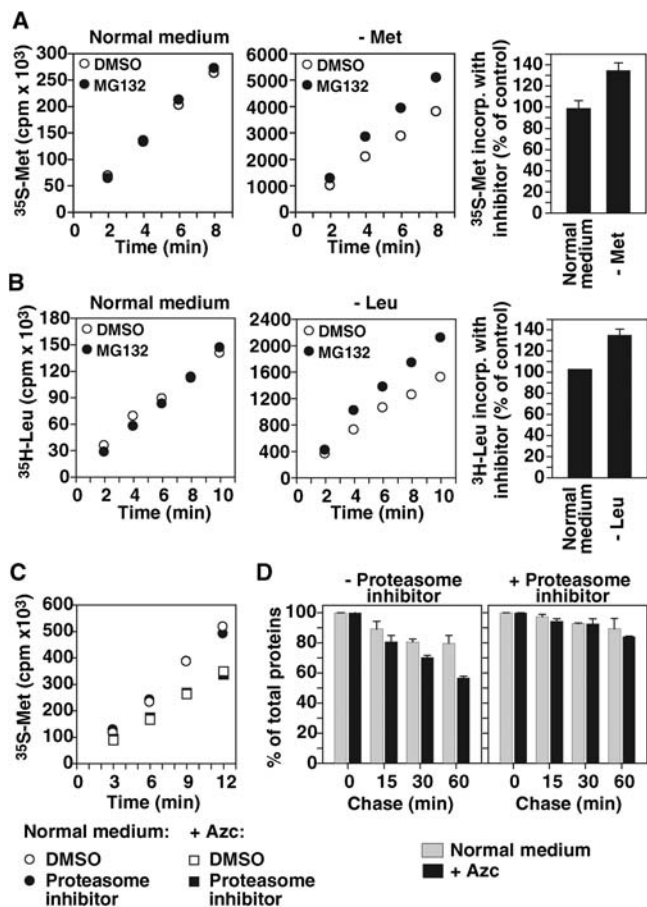 A
Normal medium
- Met
DMSO
MG132
DMSO
MG132
³⁵S-Met (cpm x 10³)
300
250
200
150
100
50
0
0 2 4 6 8
Time (min)
6000
5000
4000
3000
2000
1000
0 2 4 6 8
Time (min)
³⁵S-Met incorp. with
inhibitor (% of control)
140
120
100
80
60
40
20
Normal
medium
- Met
B
Normal medium
- Leu
DMSO
MG132
DMSO
MG132
³⁵H-Leu (cpm x 10³)
180
150
120
90
60
30
0 2 4 6 8 10
Time (min)
2400
2000
1600
1200
800
400
0 2 4 6 8 10
Time (min)
³H-Leu incorp. with
inhibitor (% of control)
140
120
100
80
60
40
20
Normal
medium
- Leu
C
³⁵S-Met (cpm x 10³)
600
500
400
300
200
100
0
0 3 6 9 12
Time (min)
Normal medium:
DMSO
Proteasome
inhibitor
+ Azc:
DMSO
Proteasome
inhibitor
D
- Proteasome
inhibitor
+ Proteasome
inhibitor
% of total proteins
100
80
60
40
20
0 15 30 60
Chase (min)
0 15 30 60
Chase (min)
Normal medium
+ Azc